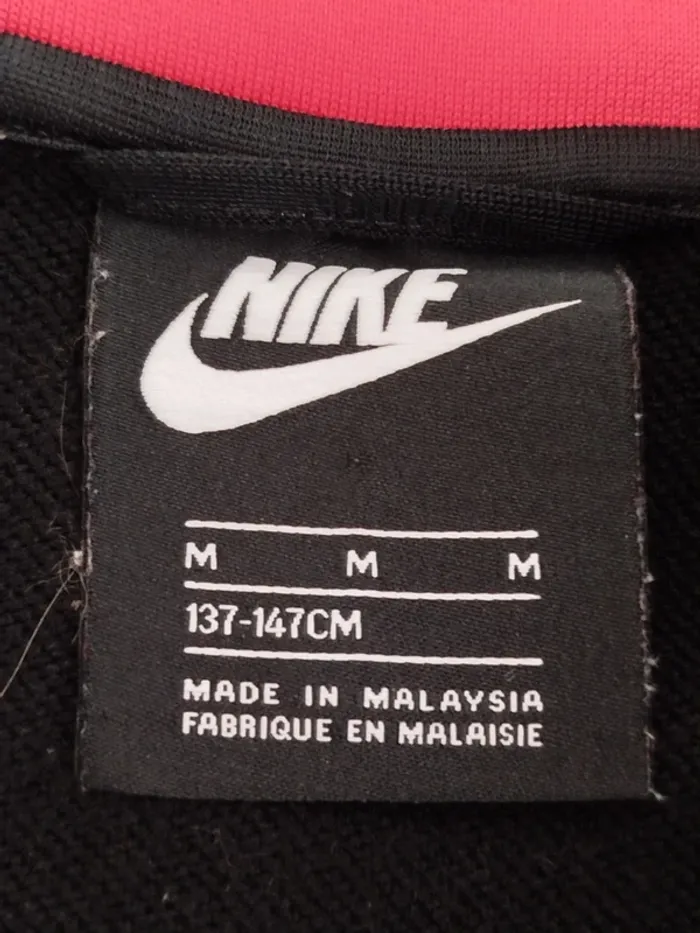 NIKE
M M M
137-147CM
MADE IN MALAYSIA
FABRIQUE EN MALAISIE